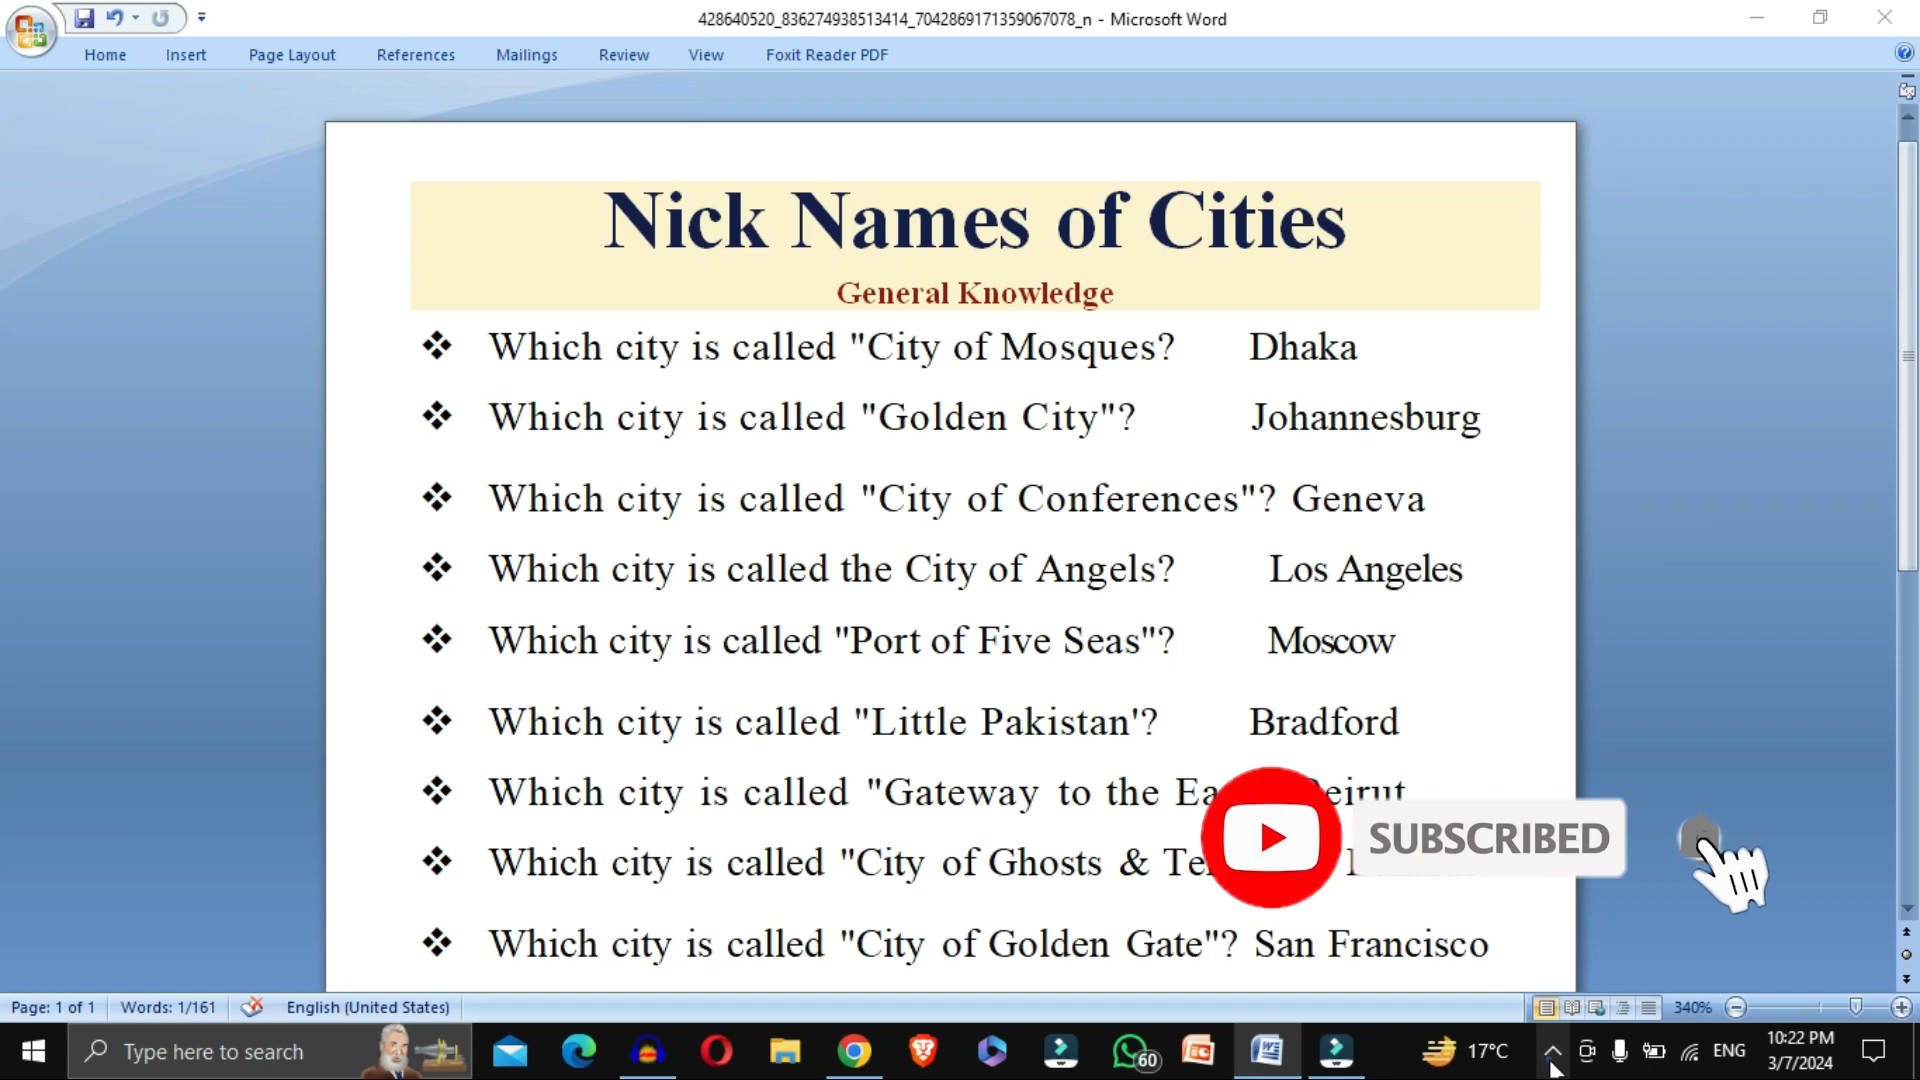 428640520_836274938513414_7042869171359067078_n - Microsoft Word
Home Insert Page Layout References Mailings Review View Foxit Reader PDF
Nick Names of Cities
General Knowledge
Which city is called "City of Mosques? Dhaka
Which city is called "Golden City"? Johannesburg
Which city is called "City of Conferences"? Geneva
Which city is called the City of Angels? Los Angeles
Which city is called "Port of Five Seas"? Moscow
Which city is called "Little Pakistan'? Bradford
Which city is called "Gateway to the
Which city is called "City of Ghosts &
SUBSCRIBED
Which city is called "City of Golden Gate"? San Francisco
Page: 1 of 1 Words: 1/161 English (United States) 340%
Type here to search 60 17°C ENG 10:22 PM
3/7/2024